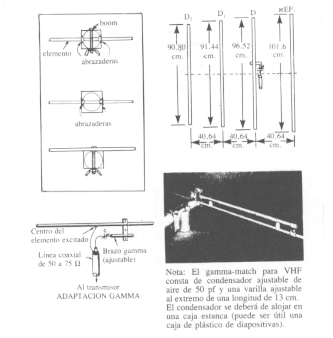 boom
elemento
abrazaderas
abrazaderas
Centro del
elemento excitado
Línea coaxial
de 50 a 75 Ω
Brazo gamma
(ajustable)
Al transmisor
ADAPTACION GAMMA
D₂ D₁ D REF.
90.80 cm.
91.44 cm.
96.52 cm.
101.6 cm.
40.64 cm.
40.64 cm.
40.64 cm.
Nota: El gamma-match para VHF
consta de condensador ajustable de
aire de 50 pf y una varilla ajustable
al extremo de una longitud de 13 cm.
El condensador se deberá de alojar en
una caja estanca (puede ser útil una
caja de plástico de diapositivas).